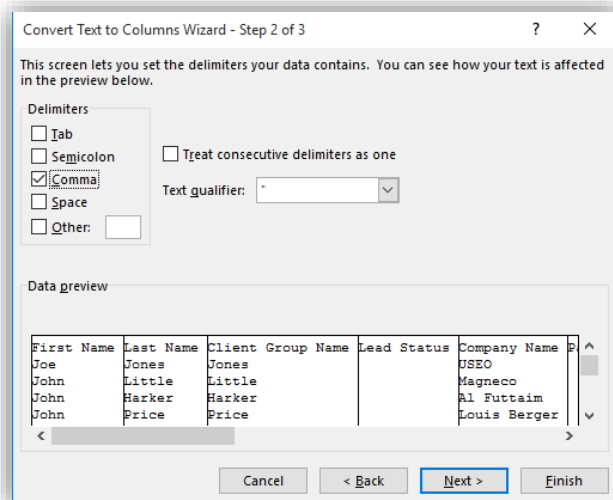 Convert Text to Columns Wizard - Step 2 of 3 ? ×
This screen lets you set the delimiters your data contains. You can see how your text is affected
in the preview below.
Delimiters
Tab
Semicolon
Comma
Space
Other:
Treat consecutive delimiters as one
Text qualifier: "
Data preview
First Name Last Name Client Group Name Lead Status Company Name
Joe Jones Jones USEO
John Little Little Magneco
John Harker Harker Al Futtaim
John Price Price Louis Berger
Cancel < Back Next > Finish